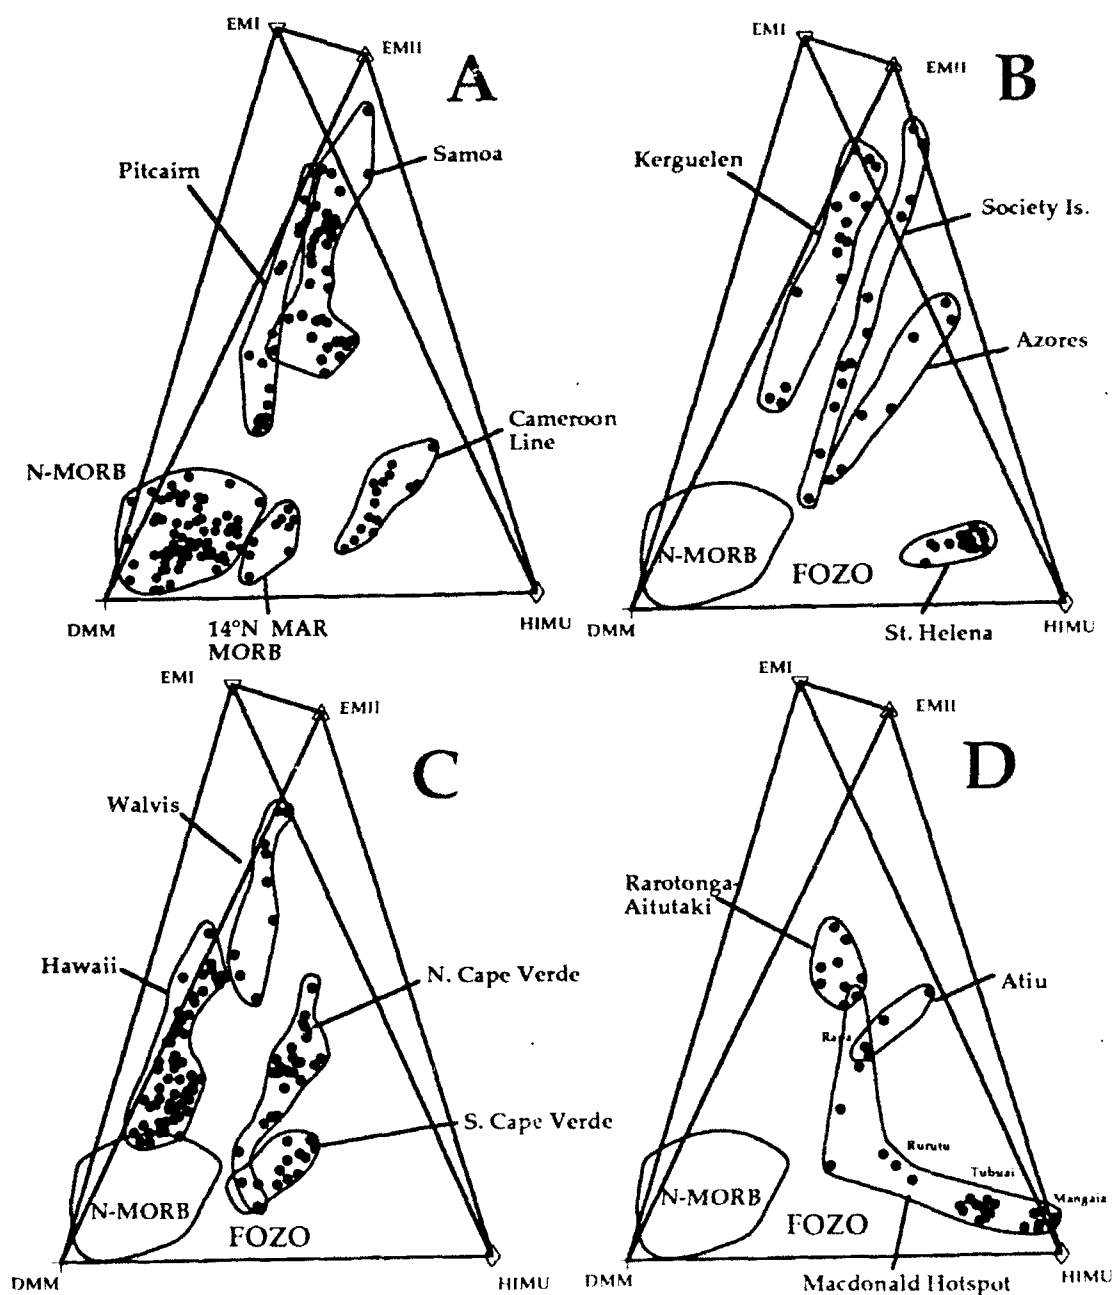 EMI
EMII
A
Pitcairn
Samoa
Cameroon
Line
N-MORB
DMM
14°N MAR
MORB
HIMU
EMI
EMII
B
Kerguelen
Society Is.
Azores
N-MORB
FOZO
DMM
St. Helena
HIMU
EMI
EMII
C
Walvis
Hawaii
N. Cape Verde
S. Cape Verde
N-MORB
FOZO
DMM
HIMU
EMI
EMII
D
Rarotonga-
Aitutaki
Atiu
Rapa
Rurutu
Tubuai
Mangaia
N-MORB
FOZO
DMM
Macdonald Hotspot
HIMU